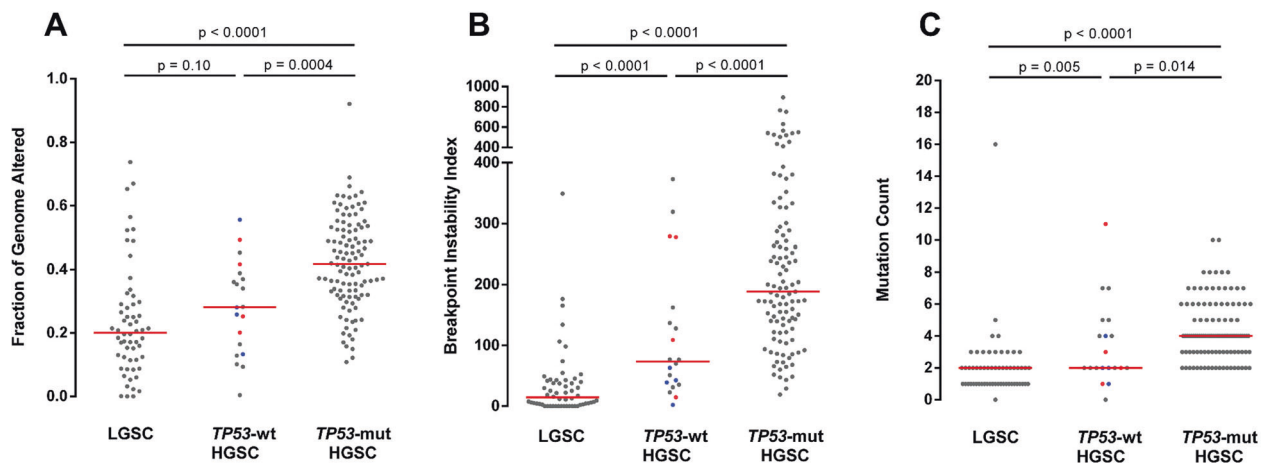 A
p < 0.0001
p = 0.10
p = 0.0004
Fraction of Genome Altered
1.0
0.8
0.6
0.4
0.2
0.0
LGSC
TP53-wt
HGSC
TP53-mut
HGSC
B
p < 0.0001
p < 0.0001
p < 0.0001
Breakpoint Instability Index
1000
800
600
400
400
300
200
100
0
LGSC
TP53-wt
HGSC
TP53-mut
HGSC
C
p < 0.0001
p = 0.005
p = 0.014
Mutation Count
20
18
16
14
12
10
8
6
4
2
0
LGSC
TP53-wt
HGSC
TP53-mut
HGSC